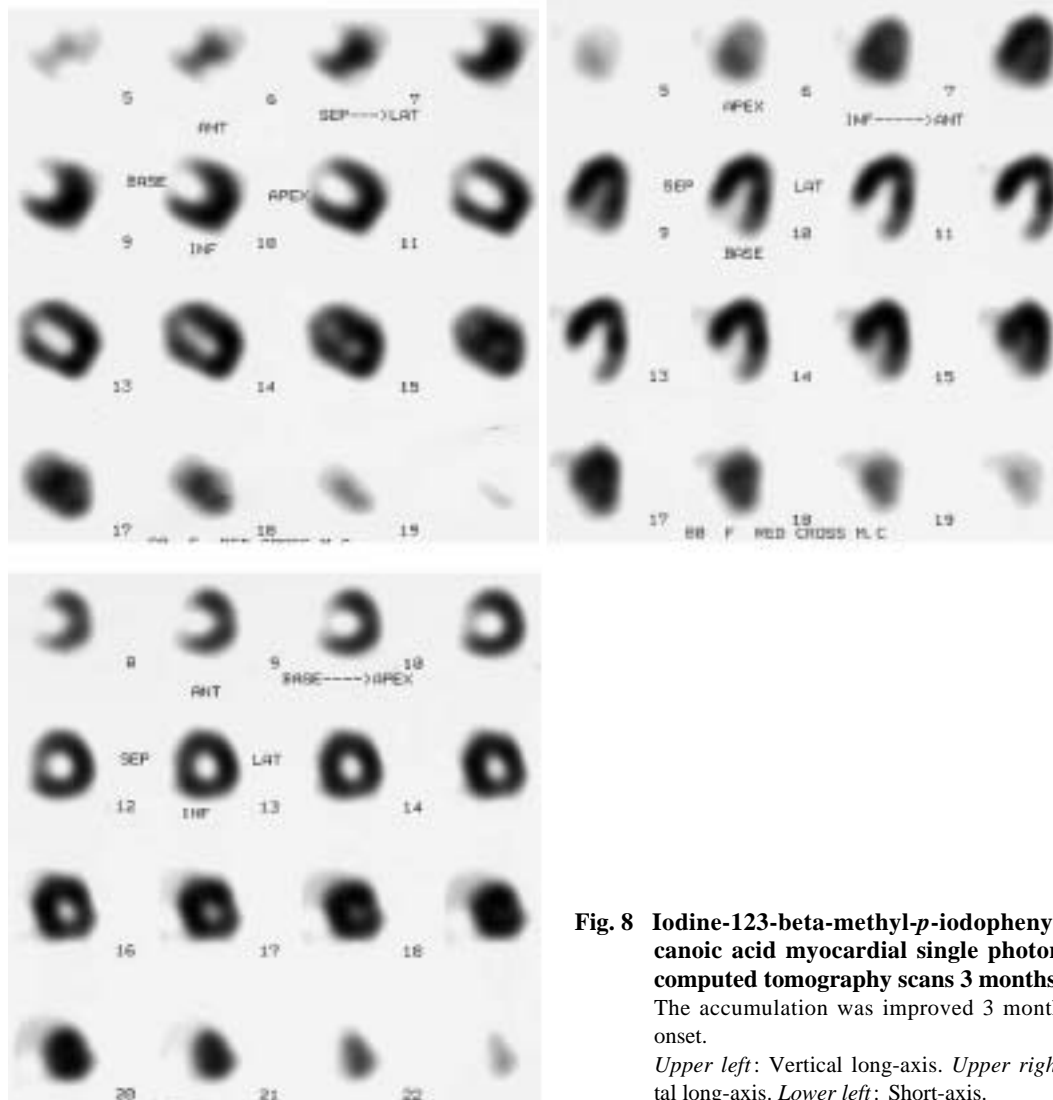 5 6 7
ANT SEP--->LAT
BASE APEX
9 INF 10 11
13 14 15
17 18 19
5 APEX 6 7
INF----->ANT
SEP LAT
9 10 11
BASE
13 14 15
17 18 19
80 F RED CROSS M.C
8 9 10
ANT BASE---->APEX
SEP LAT
12 INF 13 14
16 17 18
20 21 22
Fig. 8 Iodine-123-beta-methyl-p-iodopheny
canoic acid myocardial single photon
computed tomography scans 3 months
The accumulation was improved 3 mont
onset.
Upper left: Vertical long-axis. Upper righ
tal long-axis. Lower left: Short-axis.